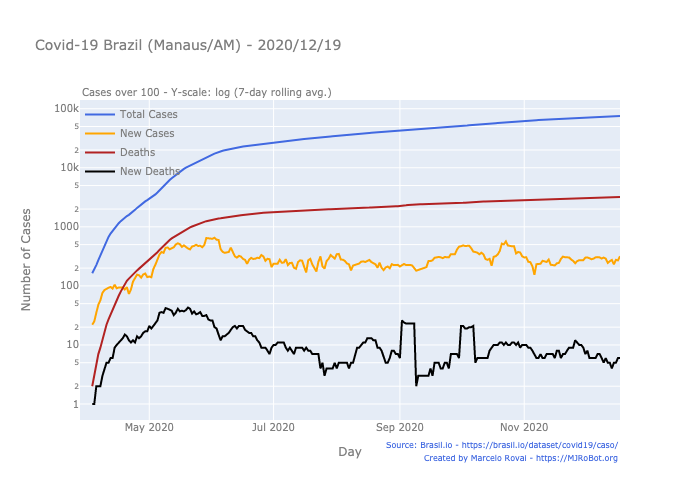 Covid-19 Brazil (Manaus/AM) - 2020/12/19
Cases over 100 - Y-scale: log (7-day rolling avg.)
Total Cases
New Cases
Deaths
New Deaths
Number of Cases
100k
5
2
10k
5
2
1000
5
2
100
5
2
10
5
2
1
May 2020
Jul 2020
Sep 2020
Nov 2020
Day
Source: Brasil.io - https://brasil.io/dataset/covid19/caso/
Created by Marcelo Rovai - https://MJRoBot.org